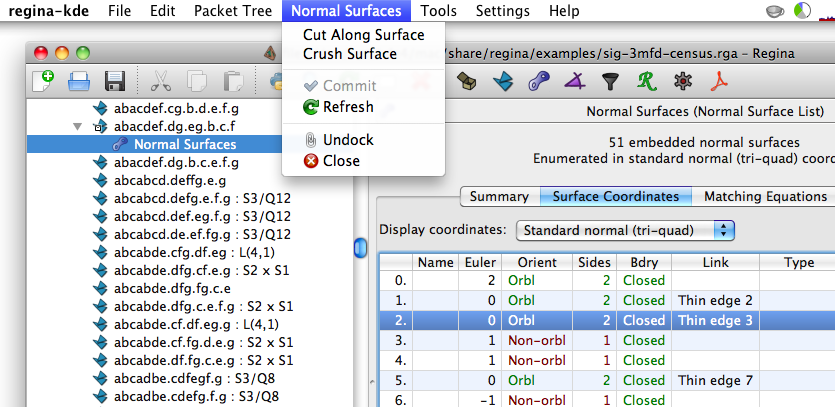 regina-kde File Edit Packet Tree Normal Surfaces Tools Settings Help
Cut Along Surface
Crush Surface
Commit
Refresh
Undock
Close
/share/regina/examples/sig-3mfd-census.rga - Regina
abacdef.cg.b.d.e.f.g
abacdef.dg.eg.b.c.f
Normal Surfaces
abacdef.dg.b.c.e.f.g
abcabcd.deffg.e.g
abcabcd.defg.e.f.g : S3/Q12
abcabcd.def.eg.f.g : S3/Q12
abcabcd.de.ef.fg.g : S3/Q12
abcabde.cfg.df.eg : L(4,1)
abcabde.dfg.cf.e.g : S2 x S1
abcabde.dfg.fg.c.e
abcabde.dfg.c.e.f.g : S2 x S1
abcabde.cf.df.eg.g : L(4,1)
abcabde.cf.fg.d.e.g : S2 x S1
abcabde.df.fg.c.e.g : S2 x S1
abcadbe.cdfegf.g : S3/Q8
abcadbe.cdefg.f.g : S3/Q8
Normal Surfaces (Normal Surface List)
51 embedded normal surfaces
Enumerated in standard normal (tri-quad) coor
Summary Surface Coordinates Matching Equations
Display coordinates: Standard normal (tri-quad)
Name Euler Orient Sides Bdry Link Type
0. 2 Orbl 2 Closed
1. 0 Orbl 2 Closed Thin edge 2
2. 0 Orbl 2 Closed Thin edge 3
3. 1 Non-orbl 1 Closed
4. 1 Non-orbl 1 Closed
5. 0 Orbl 2 Closed Thin edge 7
6. -1 Non-orbl 1 Closed